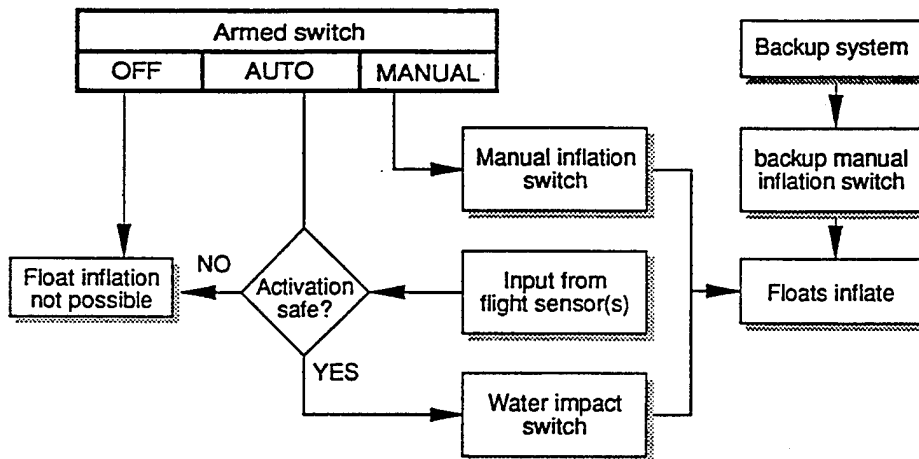 Armed switch
OFF
AUTO
MANUAL
Backup system
Manual inflation
switch
backup manual
inflation switch
NO
Float inflation
not possible
Activation
safe?
Input from
flight sensor(s)
Floats inflate
YES
Water impact
switch